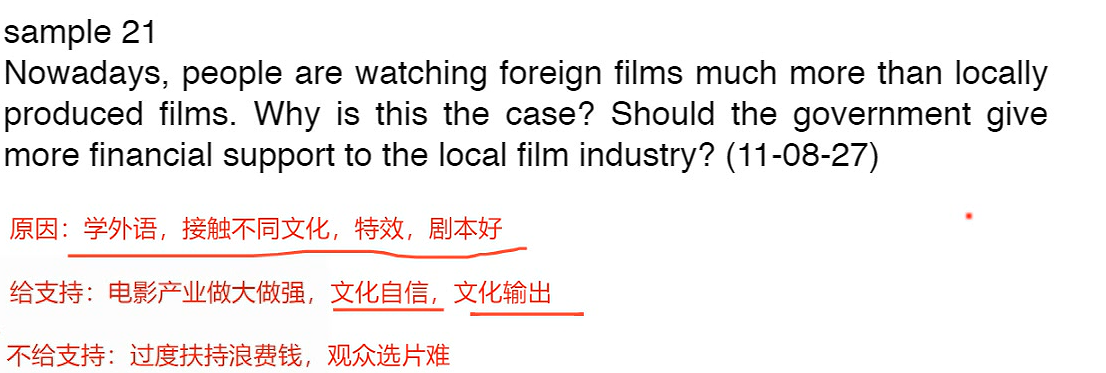 sample 21
Nowadays, people are watching foreign films much more than locally
produced films. Why is this the case? Should the government give
more financial support to the local film industry? (11-08-27)
原因：学外语，接触不同文化，特效，剧本好
给支持：电影产业做大做强，文化自信，文化输出
不给支持：过度扶持浪费钱，观众选片难